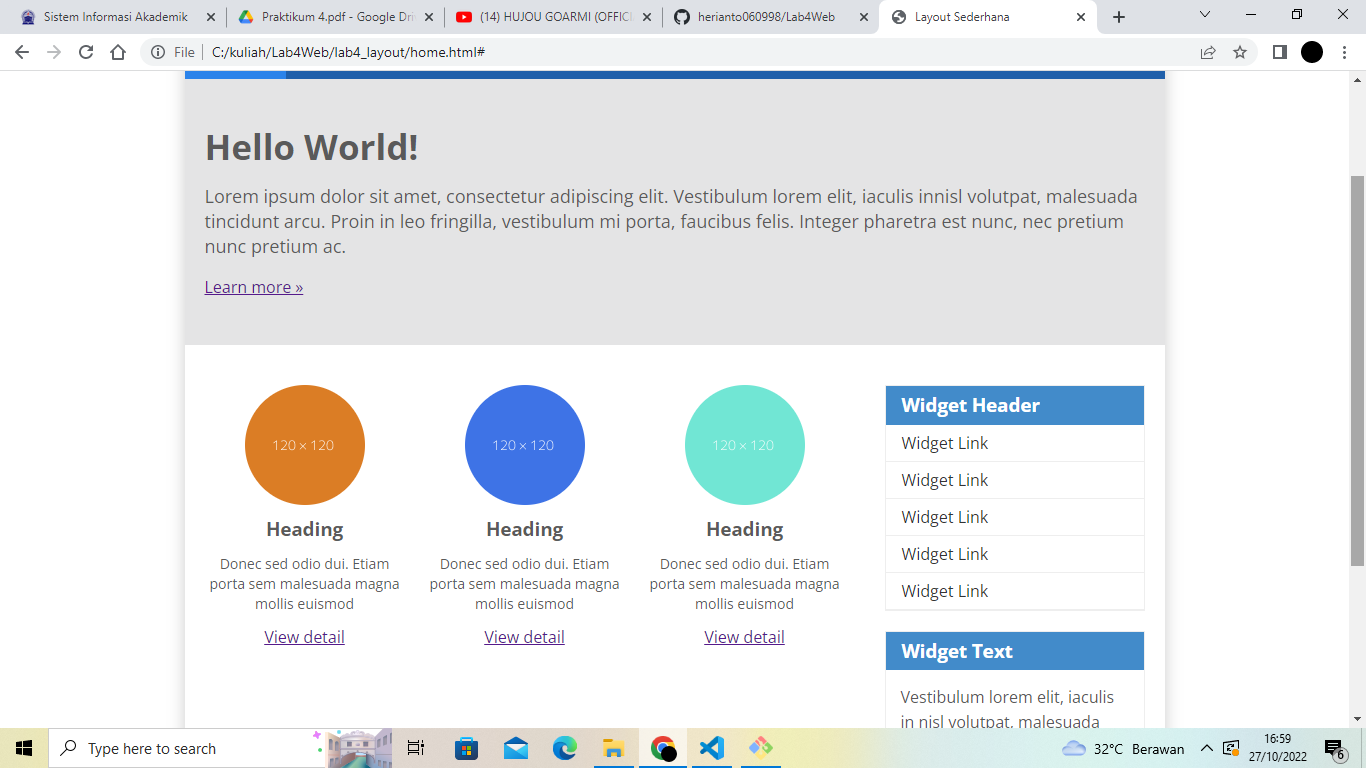 Sistem Informasi Akademik
Praktikum 4.pdf - Google Dri
(14) HUJOU GOARMI (OFFICI
herianto060998/Lab4Web
Layout Sederhana
File
C:/kuliah/Lab4Web/lab4_layout/home.html#
Hello World!
Lorem ipsum dolor sit amet, consectetur adipiscing elit. Vestibulum lorem elit, iaculis innisl volutpat, malesuada
tincidunt arcu. Proin in leo fringilla, vestibulum mi porta, faucibus felis. Integer pharetra est nunc, nec pretium
nunc pretium ac.
Learn more »
120 × 120
Heading
Donec sed odio dui. Etiam
porta sem malesuada magna
mollis euismod
View detail
120 × 120
Heading
Donec sed odio dui. Etiam
porta sem malesuada magna
mollis euismod
View detail
120 × 120
Heading
Donec sed odio dui. Etiam
porta sem malesuada magna
mollis euismod
View detail
Widget Header
Widget Link
Widget Link
Widget Link
Widget Link
Widget Link
Widget Text
Vestibulum lorem elit, iaculis
in nisl volutpat, malesuada
Type here to search
32°C Berawan
16:59
27/10/2022
6